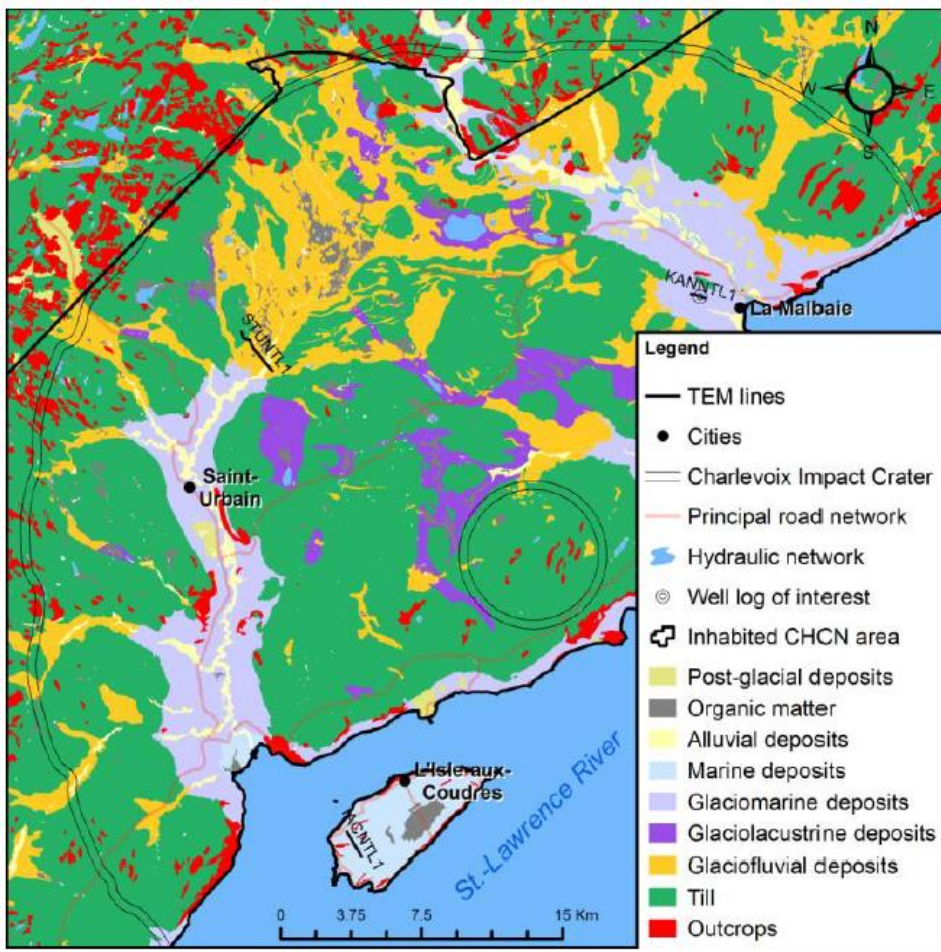 N
W
E
S
KANNTL1
La Malbaie
STUNTL1
Saint-
Urbain
L'Isle-aux-
Coudres
IACNTL1
St.-Lawrence River
0 3.75 7.5 15 Km
Legend
TEM lines
Cities
Charlevoix Impact Crater
Principal road network
Hydraulic network
Well log of interest
Inhabited CHCN area
Post-glacial deposits
Organic matter
Alluvial deposits
Marine deposits
Glaciomarine deposits
Glaciolacustrine deposits
Glaciofluvial deposits
Till
Outcrops